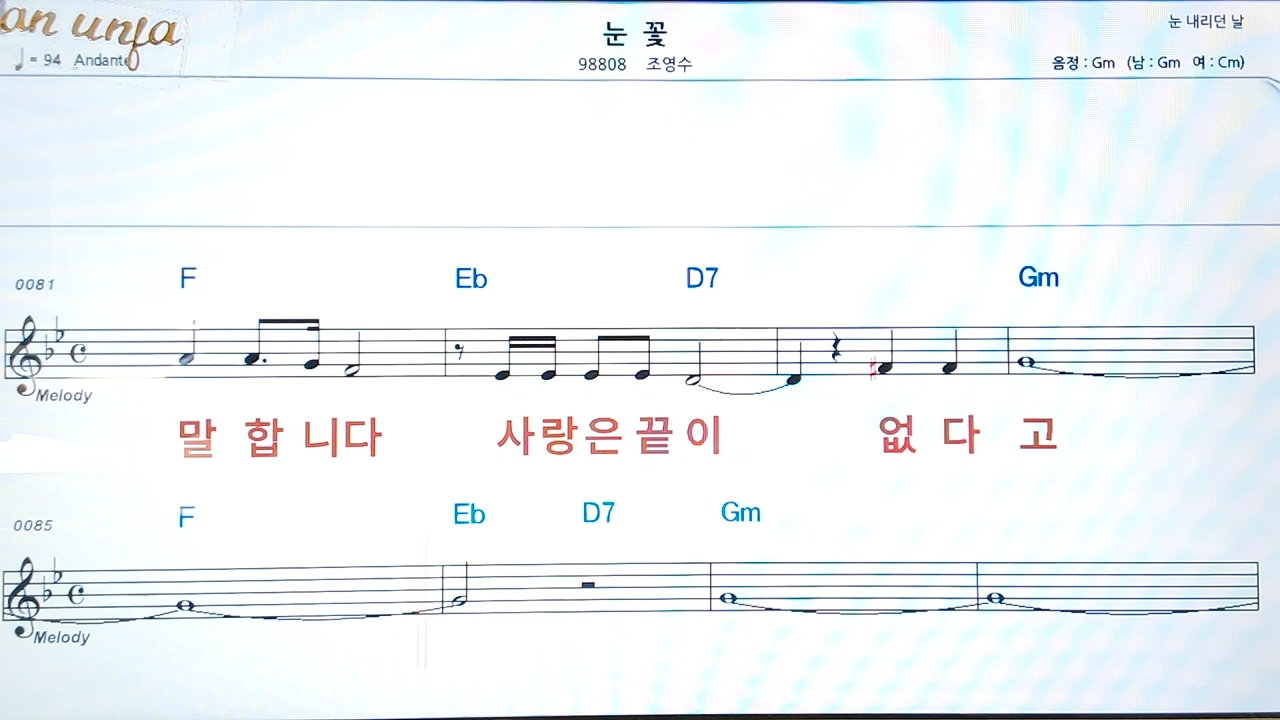 an unja
눈 꽃
눈 내리던 날
= 94 Andante
98808 조영수
음정 : Gm (남 : Gm 여 : Cm)
0081 F Eb D7 Gm
Melody
말 합 니다 사랑은 끝 이 없 다 고
0085 F Eb D7 Gm
Melody